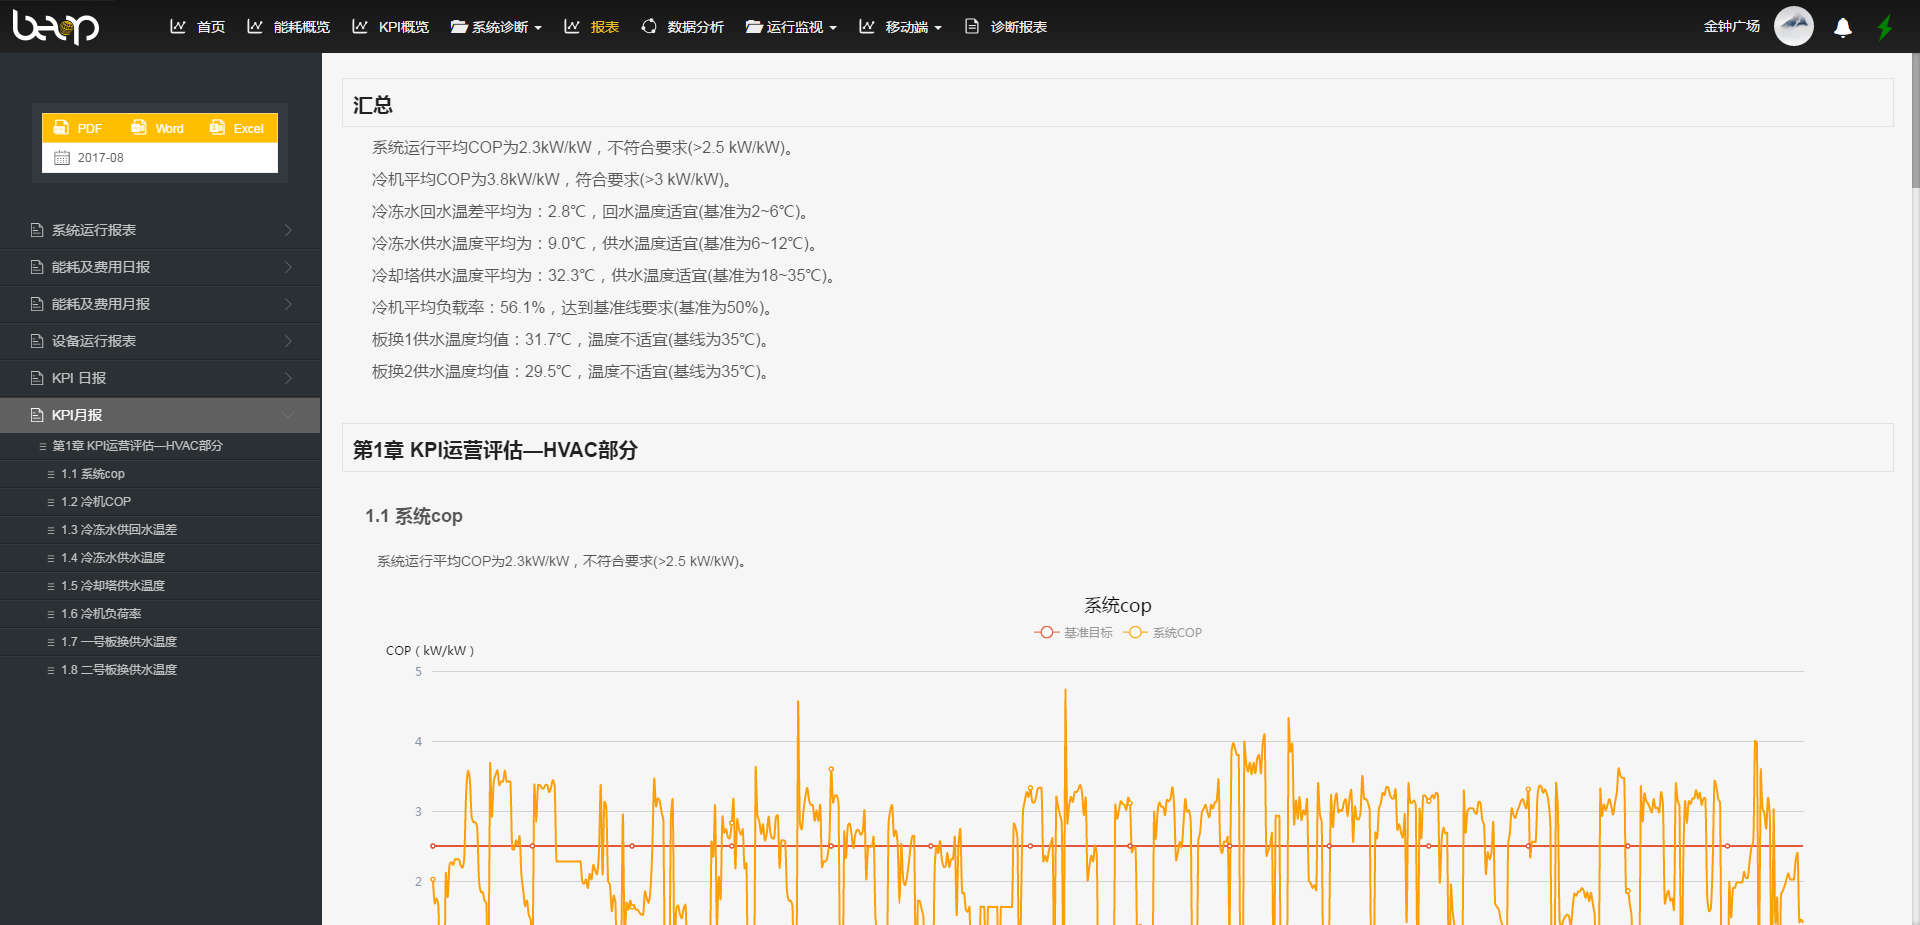 beop
首页 能耗概览 KPI概览 系统诊断 报表 数据分析 运行监视 移动端 诊断报表 金钟广场
PDF Word Excel
2017-08
系统运行报表
能耗及费用日报
能耗及费用月报
设备运行报表
KPI 日报
KPI月报
第1章 KPI运营评估—HVAC部分
1.1 系统cop
1.2 冷机COP
1.3 冷冻水供回水温差
1.4 冷冻水供水温度
1.5 冷却塔供水温度
1.6 冷机负荷率
1.7 一号板换供水温度
1.8 二号板换供水温度
汇总
系统运行平均COP为2.3kW/kW，不符合要求(>2.5 kW/kW)。
冷机平均COP为3.8kW/kW，符合要求(>3 kW/kW)。
冷冻水回水温差平均为：2.8℃，回水温度适宜(基准为2~6℃)。
冷冻水供水温度平均为：9.0℃，供水温度适宜(基准为6~12℃)。
冷却塔供水温度平均为：32.3℃，供水温度适宜(基准为18~35℃)。
冷机平均负载率：56.1%，达到基准线要求(基准为50%)。
板换1供水温度均值：31.7℃，温度不适宜(基线为35℃)。
板换2供水温度均值：29.5℃，温度不适宜(基线为35℃)。
第1章 KPI运营评估—HVAC部分
1.1 系统cop
系统运行平均COP为2.3kW/kW，不符合要求(>2.5 kW/kW)。
系统cop
基准目标 系统COP
COP（kW/kW）
5
4
3
2